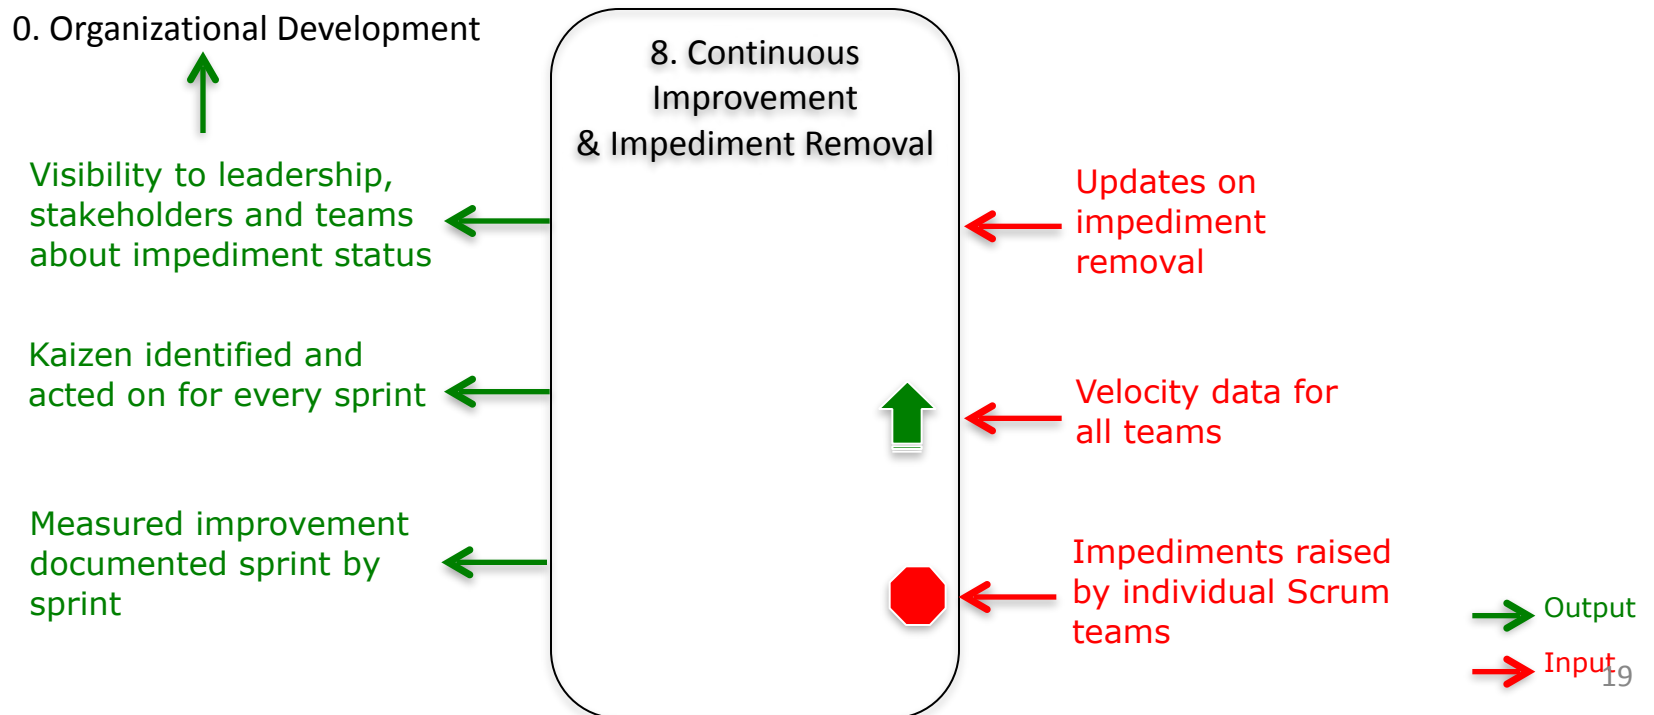 0. Organizational Development
8. Continuous
Improvement
& Impediment Removal
Visibility to leadership,
stakeholders and teams
about impediment status
Kaizen identified and
acted on for every sprint
Measured improvement
documented sprint by
sprint
Updates on
impediment
removal
Velocity data for
all teams
Impediments raised
by individual Scrum
teams
Output
Input
19